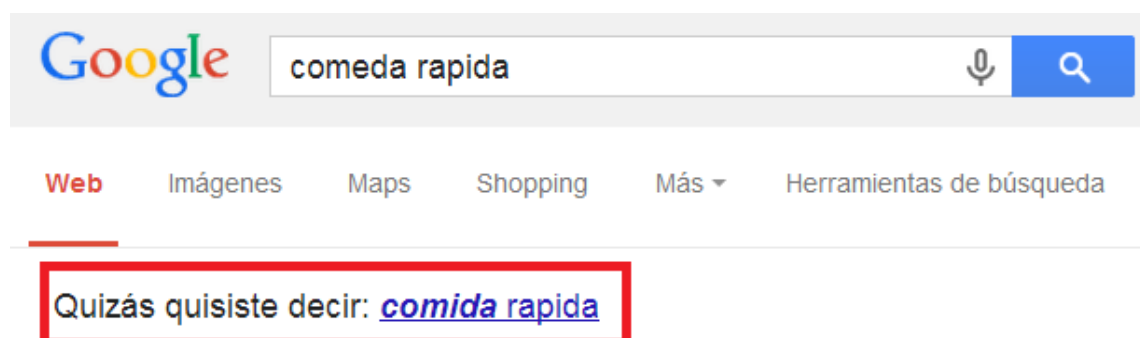 Google comeda rapida
Web Imágenes Maps Shopping Más Herramientas de búsqueda
Quizás quisiste decir: comida rapida